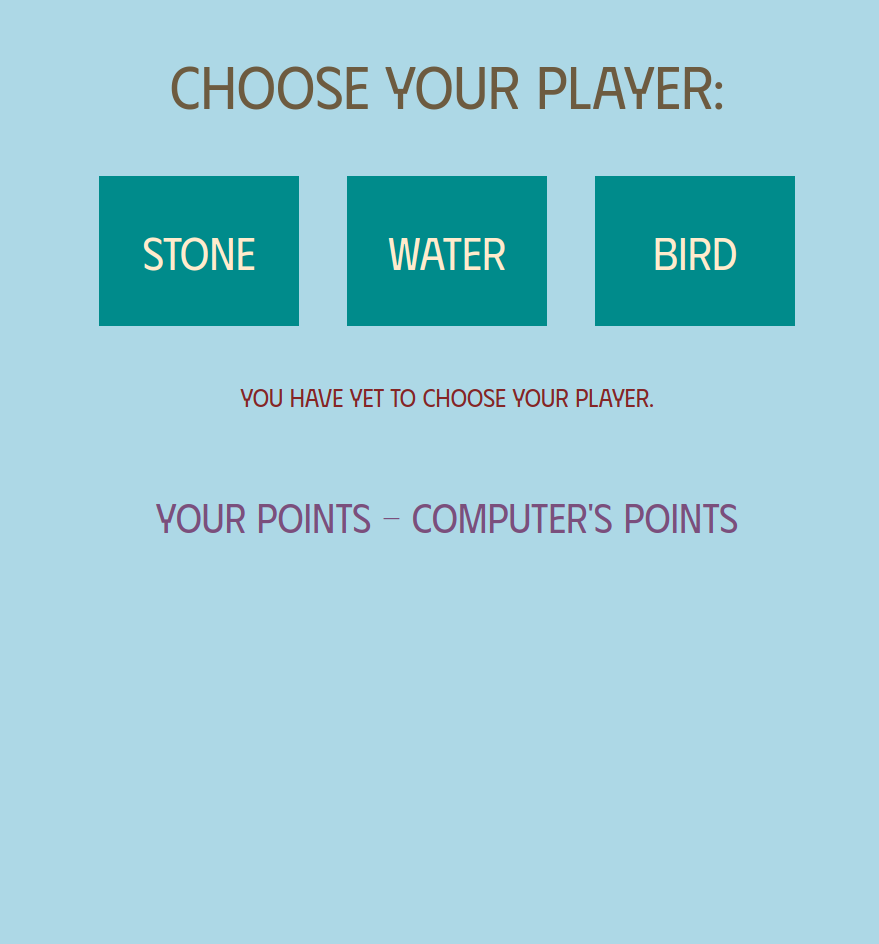 CHOOSE YOUR PLAYER:
STONE WATER BIRD
YOU HAVE YET TO CHOOSE YOUR PLAYER.
YOUR POINTS – COMPUTER'S POINTS